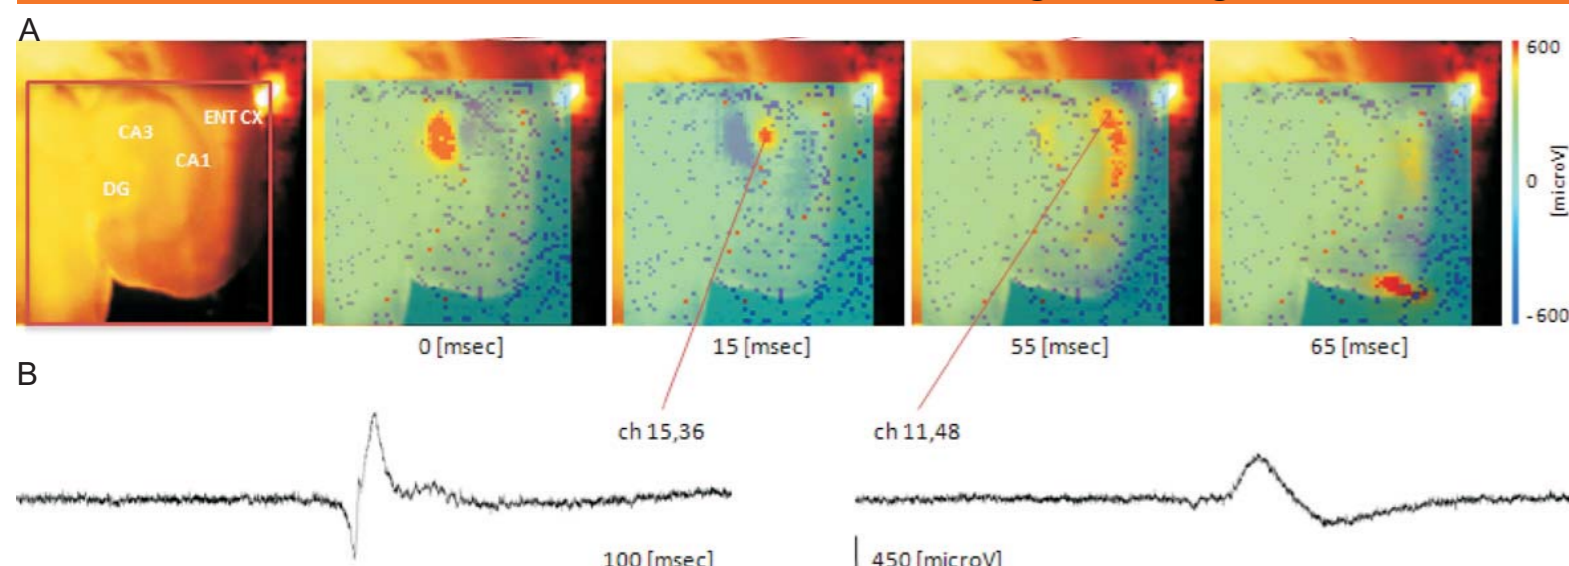 A
CA3
ENT CX
CA1
DG
600
0
-600
[microV]
0 [msec]
15 [msec]
55 [msec]
65 [msec]
B
ch 15,36
ch 11,48
100 [msec]
450 [microV]